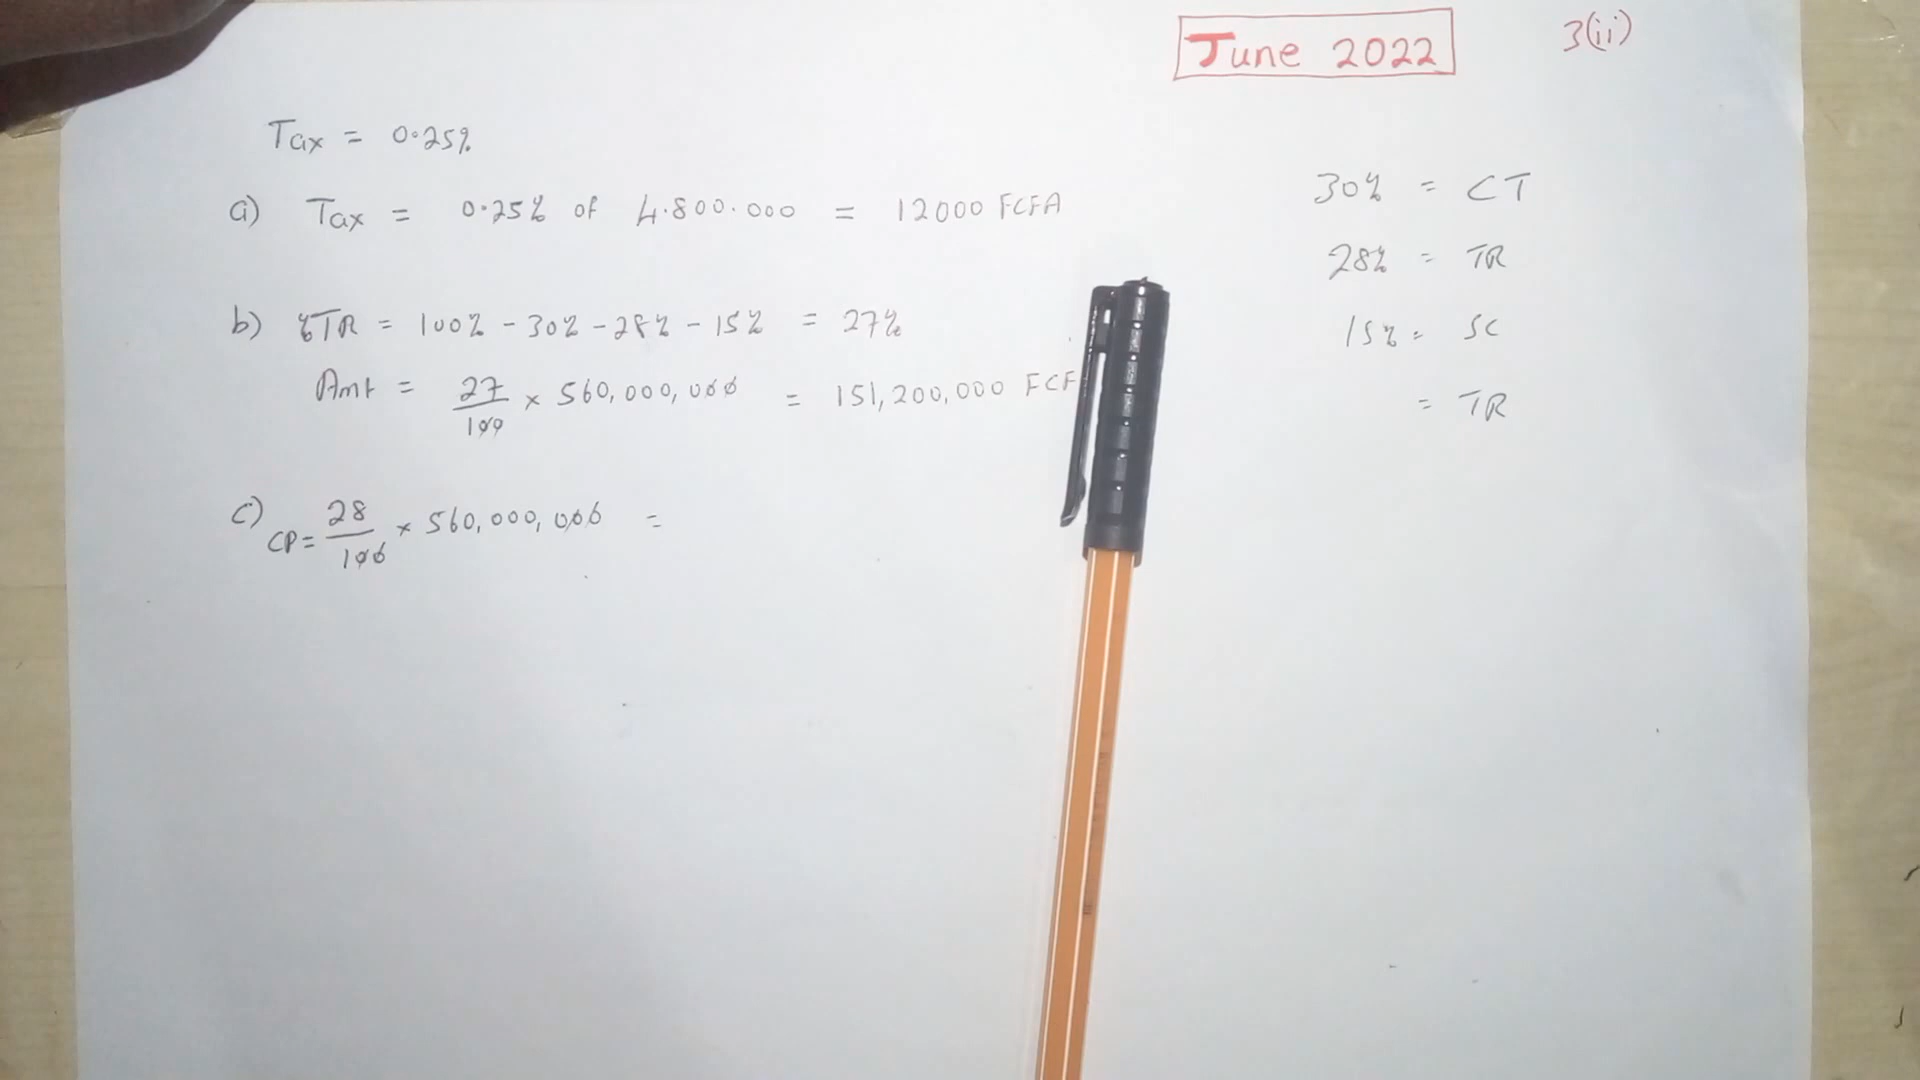 June 2022
3(ii)
Tax = 0.25%
a) Tax = 0.25% of 4.800.000 = 12000 FCFA
b) %TR = 100% - 30% - 28% - 15% = 27%
Amt = 27/100 × 560,000,000 = 151,200,000 FCF
c) CP = 28/100 × 560,000,000 =
30% = CT
28% = TR
15% = SC
= TR